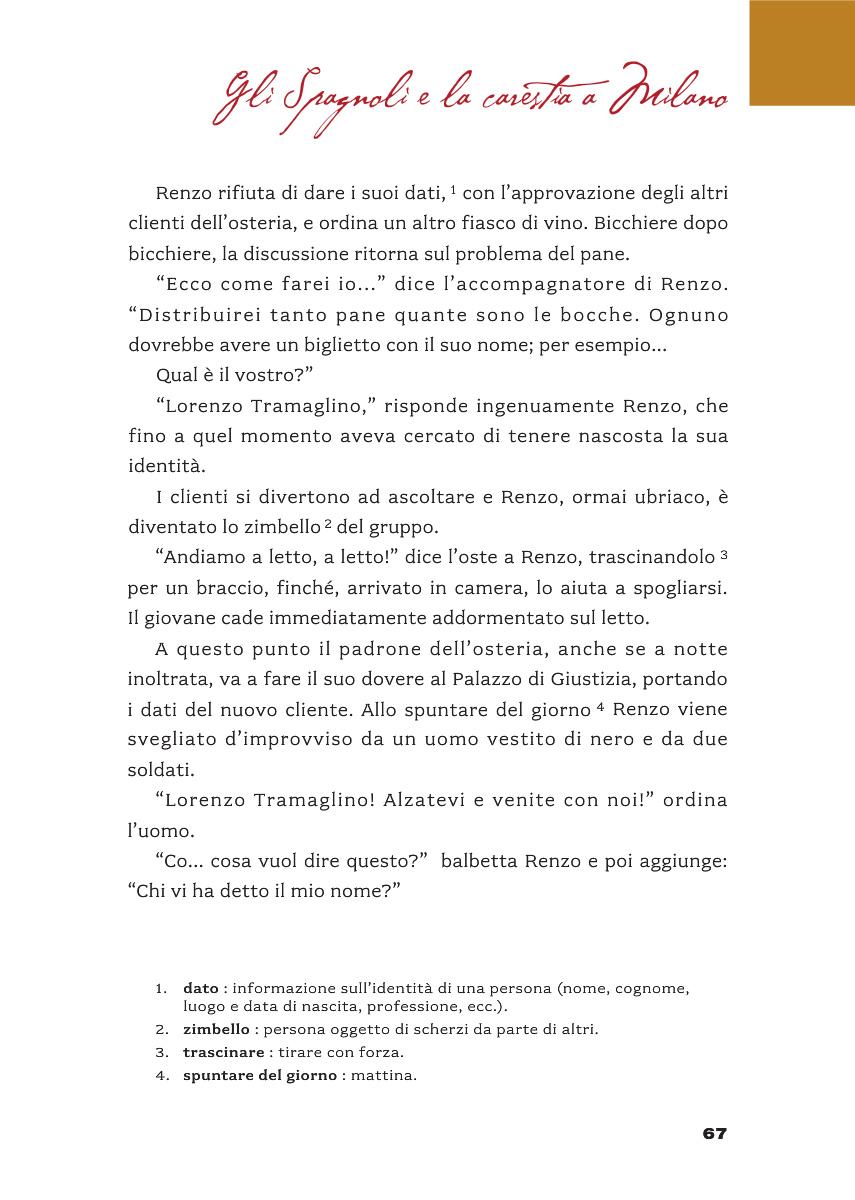 Gli Spagnoli e la carestia a Milano
Renzo rifiuta di dare i suoi dati, 1 con l’approvazione degli altri
clienti dell’osteria, e ordina un altro fiasco di vino. Bicchiere dopo
bicchiere, la discussione ritorna sul problema del pane.
“Ecco come farei io...” dice l’accompagnatore di Renzo.
“Distribuirei tanto pane quante sono le bocche. Ognuno
dovrebbe avere un biglietto con il suo nome; per esempio...
Qual è il vostro?”
“Lorenzo Tramaglino,” risponde ingenuamente Renzo, che
fino a quel momento aveva cercato di tenere nascosta la sua
identità.
I clienti si divertono ad ascoltare e Renzo, ormai ubriaco, è
diventato lo zimbello 2 del gruppo.
“Andiamo a letto, a letto!” dice l’oste a Renzo, trascinandolo 3
per un braccio, finché, arrivato in camera, lo aiuta a spogliarsi.
Il giovane cade immediatamente addormentato sul letto.
A questo punto il padrone dell’osteria, anche se a notte
inoltrata, va a fare il suo dovere al Palazzo di Giustizia, portando
i dati del nuovo cliente. Allo spuntare del giorno 4 Renzo viene
svegliato d’improvviso da un uomo vestito di nero e da due
soldati.
“Lorenzo Tramaglino! Alzatevi e venite con noi!” ordina
l’uomo.
“Co... cosa vuol dire questo?” balbetta Renzo e poi aggiunge:
“Chi vi ha detto il mio nome?”
1. dato : informazione sull’identità di una persona (nome, cognome,
luogo e data di nascita, professione, ecc.).
2. zimbello : persona oggetto di scherzi da parte di altri.
3. trascinare : tirare con forza.
4. spuntare del giorno : mattina.
67